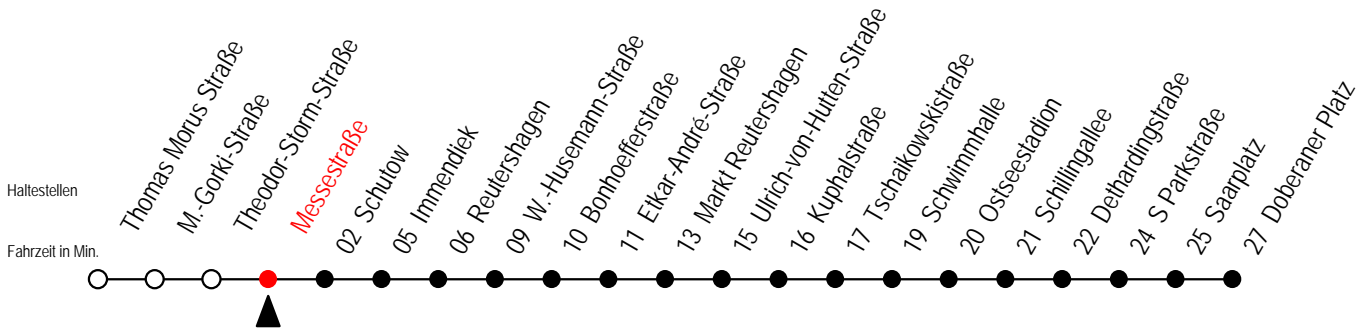 Thomas Morus Straße
M.-Gorki-Straße
Theodor-Storm-Straße
Messestraße
02 Schutow
05 Immendiek
06 Reutershagen
09 W.-Husemann-Straße
10 Bonhoefferstraße
11 Etkar-André-Straße
13 Markt Reutershagen
15 Ulrich-von-Hutten-Straße
16 Kuphalstraße
17 Tschaikowskistraße
19 Schwimmhalle
20 Ostseestadion
21 Schillingallee
22 Dethardingstraße
24 S Parkstraße
25 Saarplatz
27 Doberaner Platz
Haltestellen
Fahrzeit in Min.